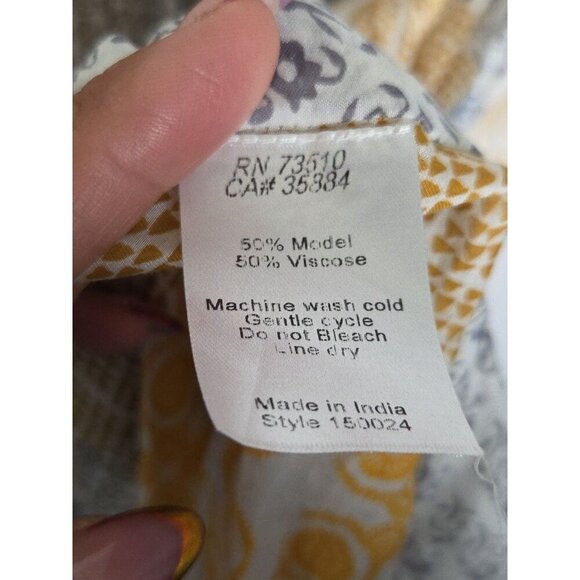 RN 73510
CA# 35884
50% Model
50% Viscose
Machine wash cold
Gentle cycle
Do not Bleach
Line dry
Made in India
Style 150024